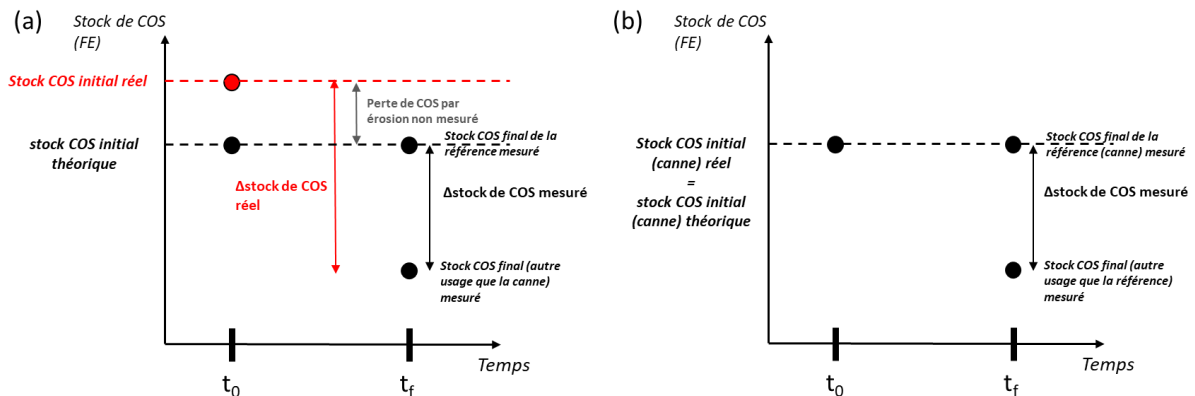 (a)
Stock de COS
(FE)
Stock COS initial réel
Perte de COS par
érosion non mesuré
stock COS initial
théorique
Stock COS final de la
référence mesuré
Δstock de COS
réel
Δstock de COS mesuré
Stock COS final (autre
usage que la canne)
mesuré
Temps
t0
tf
(b)
Stock de COS
(FE)
Stock COS initial
(canne) réel
=
stock COS initial
(canne) théorique
Stock COS final de la
référence (canne) mesuré
Δstock de COS mesuré
Stock COS final (autre
usage que la référence)
mesuré
Temps
t0
tf